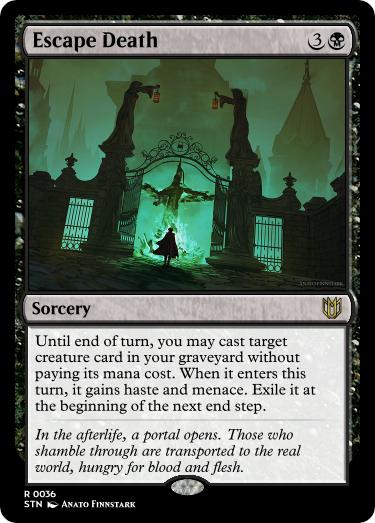 Escape Death 3
ANATO FINNSTARK
Sorcery
Until end of turn, you may cast target
creature card in your graveyard without
paying its mana cost. When it enters this
turn, it gains haste and menace. Exile it at
the beginning of the next end step.
In the afterlife, a portal opens. Those who
shamble through are transported to the real
world, hungry for blood and flesh.
R 0036
STN Anato Finnstark